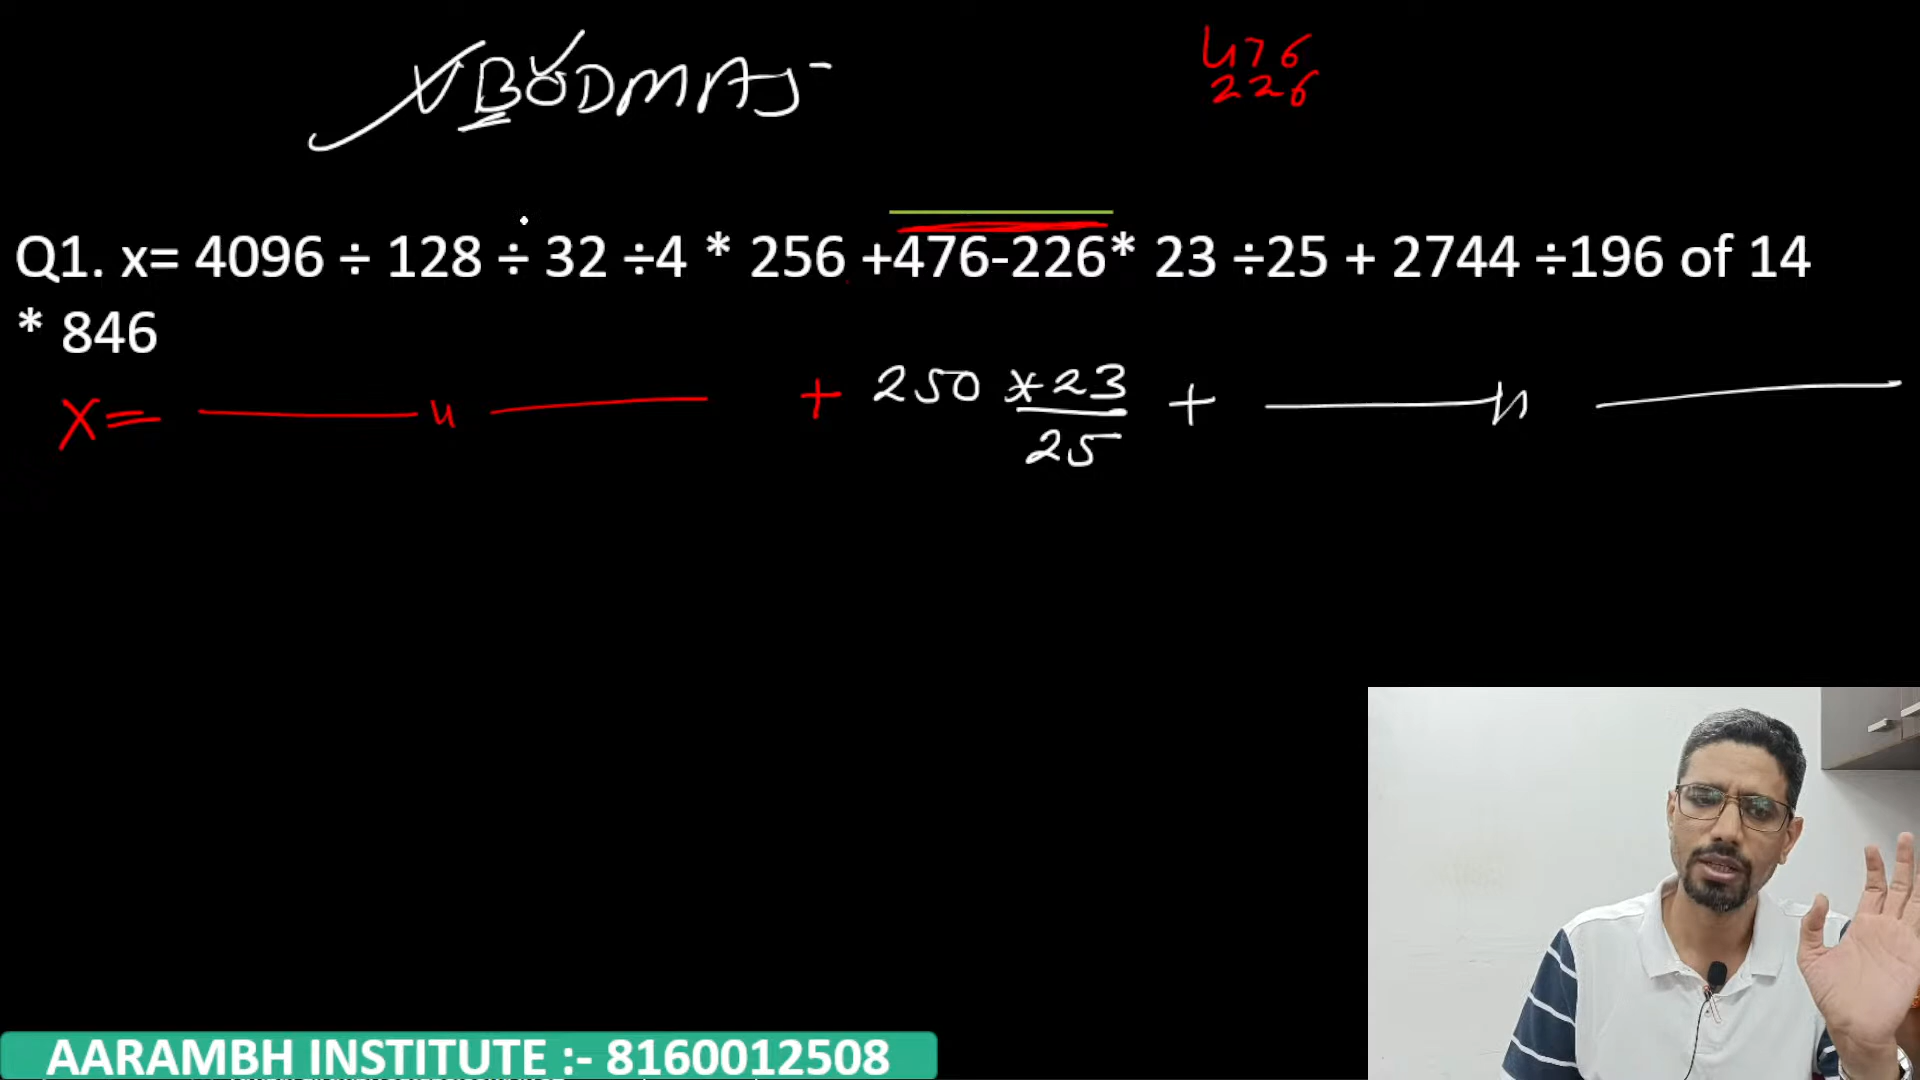 VBODMAS
476
226
Q1. x= 4096 ÷ 128 ÷ 32 ÷4 * 256 +476-226* 23 ÷25 + 2744 ÷196 of 14
* 846
X= — " — + 250 * 23 + — " —
25
AARAMBH INSTITUTE :- 8160012508